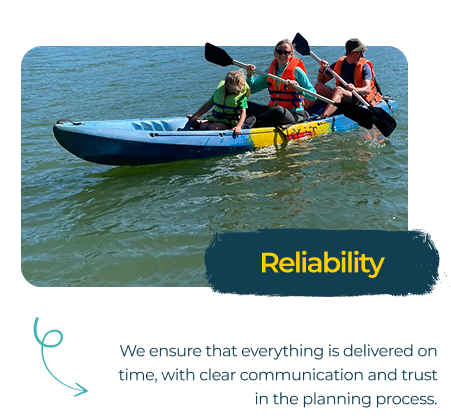 Reliability
We ensure that everything is delivered on
time, with clear communication and trust
in the planning process.